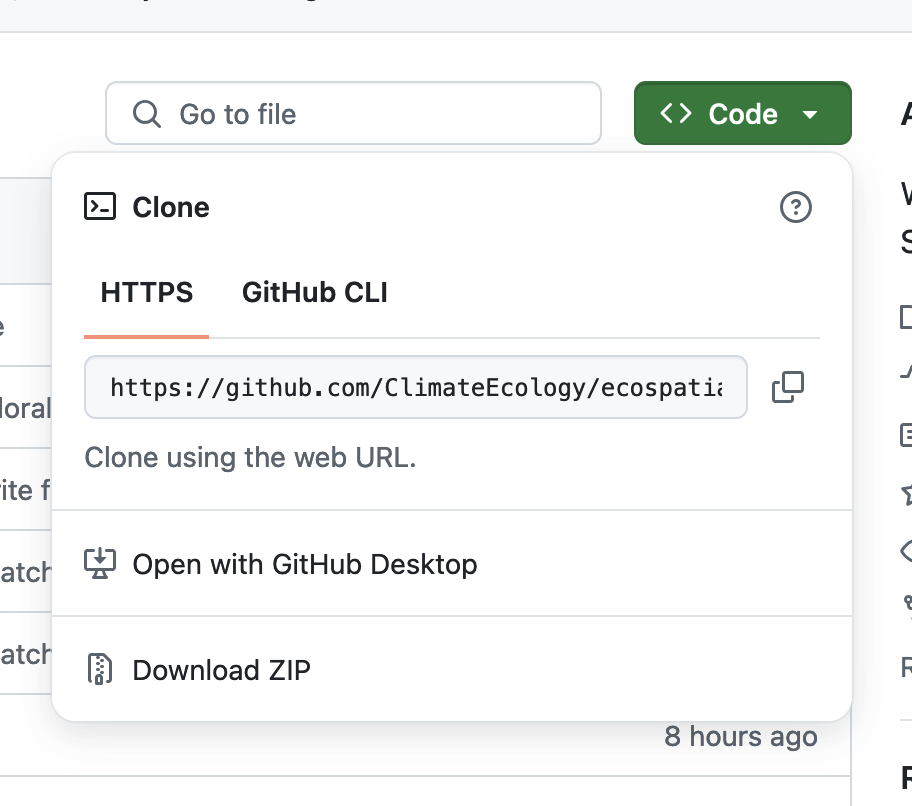 Go to file
Code
Clone
HTTPS GitHub CLI
https://github.com/ClimateEcology/ecospatia
Clone using the web URL.
Open with GitHub Desktop
Download ZIP
8 hours ago